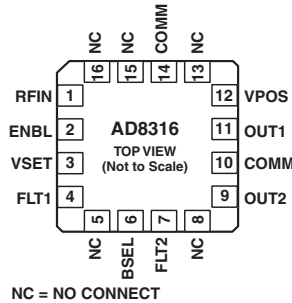 NC
NC
COMM
NC
16
15
14
13
RFIN 1
12 VPOS
ENBL 2
AD8316
11 OUT1
VSET 3
TOP VIEW
(Not to Scale)
10 COMM
FLT1 4
9 OUT2
5
6
7
8
NC
BSEL
FLT2
NC
NC = NO CONNECT